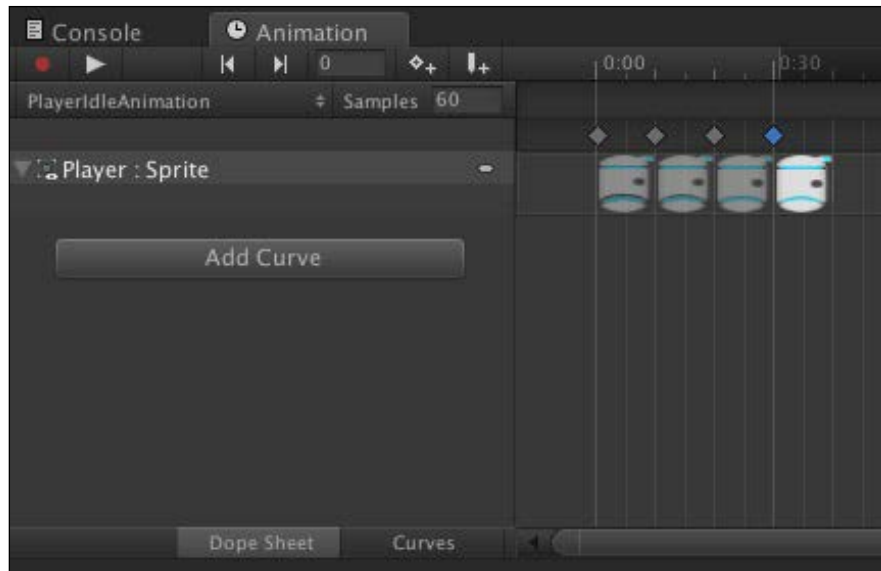 Console Animation
0 0:00 0:30
PlayerIdleAnimation Samples 60
Player : Sprite
Add Curve
Dope Sheet Curves